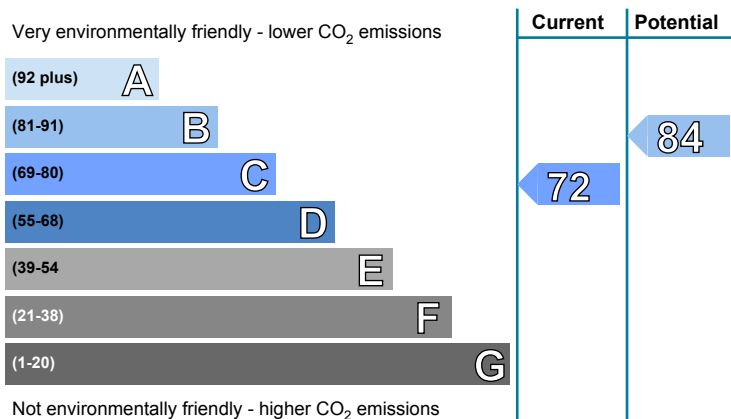 Very environmentally friendly - lower CO₂ emissions
Current
Potential
(92 plus) A
(81-91) B
84
(69-80) C
72
(55-68) D
(39-54 E
(21-38) F
(1-20) G
Not environmentally friendly - higher CO₂ emissions